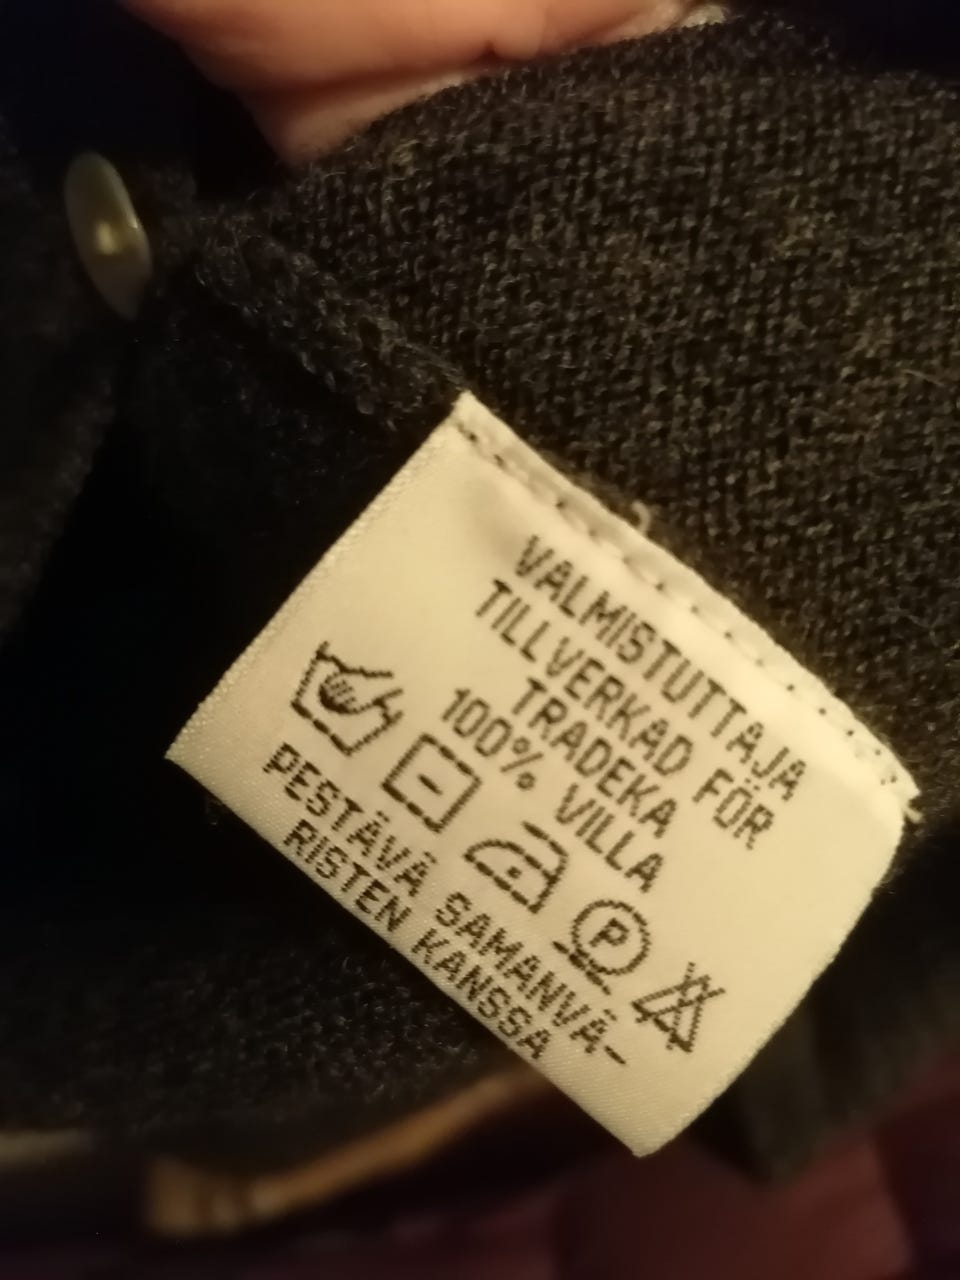 VALMISTUTTAJA
TILLVERKAD FÖR
TRADEKA
100% VILLA
P
PESTÄVÄ SAMANVÄ-
RISTEN KANSSA